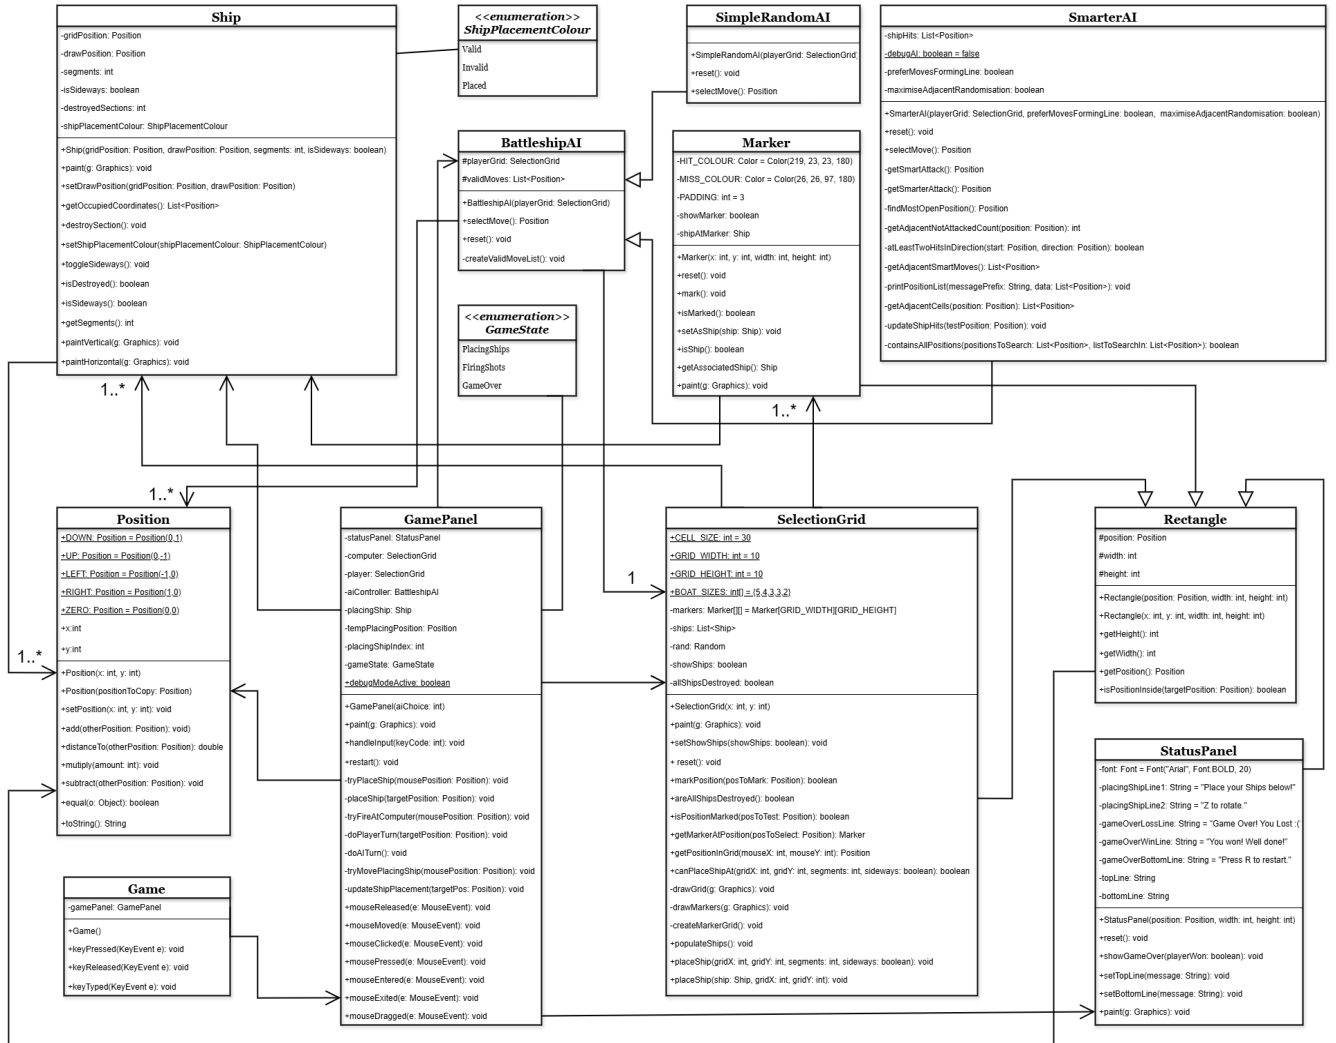 Ship
-gridPosition: Position
-drawPosition: Position
-segments: int
-isSideways: boolean
-destroyedSections: int
-shipPlacementColour: ShipPlacementColour
+Ship(gridPosition: Position, drawPosition: Position, segments: int, isSideways: boolean)
+paint(g: Graphics): void
+setDrawPosition(gridPosition: Position, drawPosition: Position)
+getOccupiedCoordinates(): List<Position>
+destroySection(): void
+setShipPlacementColour(shipPlacementColour: ShipPlacementColour)
+toggleSideways(): void
+isDestroyed(): boolean
+isSideways(): boolean
+getSegments(): int
+paintVertical(g: Graphics): void
+paintHorizontal(g: Graphics): void
<<enumeration>>
ShipPlacementColour
Valid
Invalid
Placed
SimpleRandomAI
+SimpleRandomAI(playerGrid: SelectionGrid
+reset(): void
+selectMove(): Position
SmarterAI
-shipHits: List<Position>
-debugAI: boolean = false
-preferMovesFormingLine: boolean
-maximiseAdjacentRandomisation: boolean
+SmarterAI(playerGrid: SelectionGrid, preferMovesFormingLine: boolean, maximiseAdjacentRandomisation: boolean)
+reset(): void
+selectMove(): Position
-getSmartAttack(): Position
-getSmarterAttack(): Position
-findMostOpenPosition(): Position
-getAdjacentNotAttackedCount(position: Position): int
-atLeastTwoHitsInDirection(start: Position, direction: Position): boolean
-getAdjacentSmartMoves(): List<Position>
-printPositionList(messagePrefix: String, data: List<Position>): void
-getAdjacentCells(position: Position): List<Position>
-updateShipHits(testPosition: Position): void
-containsAllPositions(positionsToSearch: List<Position>, listToSearchIn: List<Position>): boolean
BattleshipAI
#playerGrid: SelectionGrid
#validMoves: List<Position>
+BattleshipAI(playerGrid: SelectionGrid)
+selectMove(): Position
+reset(): void
-createValidMoveList(): void
Marker
-HIT_COLOUR: Color = Color(219, 23, 23, 180)
-MISS_COLOUR: Color = Color(26, 26, 97, 180)
-PADDING: int = 3
-showMarker: boolean
-shipAtMarker: Ship
+Marker(x: int, y: int, width: int, height: int)
+reset(): void
+mark(): void
+isMarked(): boolean
+setAsShip(ship: Ship): void
+isShip(): boolean
+getAssociatedShip(): Ship
+paint(g: Graphics): void
<<enumeration>>
GameState
PlacingShips
FiringShots
GameOver
1..*
1..*
1..*
1
1..*
Position
+DOWN: Position = Position(0,1)
+UP: Position = Position(0,-1)
+LEFT: Position = Position(-1,0)
+RIGHT: Position = Position(1,0)
+ZERO: Position = Position(0,0)
+x:int
+y:int
+Position(x: int, y: int)
+Position(positionToCopy: Position)
+setPosition(x: int, y: int): void
+add(otherPosition: Position): void)
+distanceTo(otherPosition: Position): double
+mutiply(amount: int): void
+subtract(otherPosition: Position): void
+equal(o: Object): boolean
+toString(): String
GamePanel
-statusPanel: StatusPanel
-computer: SelectionGrid
-player: SelectionGrid
-aiController: BattleshipAI
-placingShip: Ship
-tempPlacingPosition: Position
-placingShipIndex: int
-gameState: GameState
+debugModeActive: boolean
+GamePanel(aiChoice: int)
+paint(g: Graphics): void
+handleInput(keyCode: int): void
+restart(): void
-tryPlaceShip(mousePosition: Position): void
-placeShip(targetPosition: Position): void
-tryFireAtComputer(mousePosition: Position): void
-doPlayerTurn(targetPosition: Position): void
-doAITurn(): void
-tryMovePlacingShip(mousePosition: Position): void
-updateShipPlacement(targetPos: Position): void
+mouseReleased(e: MouseEvent): void
+mouseMoved(e: MouseEvent): void
+mouseClicked(e: MouseEvent): void
+mousePressed(e: MouseEvent): void
+mouseEntered(e: MouseEvent): void
+mouseExited(e: MouseEvent): void
+mouseDragged(e: MouseEvent): void
SelectionGrid
+CELL_SIZE: int = 30
+GRID_WIDTH: int = 10
+GRID_HEIGHT: int = 10
+BOAT_SIZES: int[] = {5,4,3,3,2}
-markers: Marker[][] = Marker[GRID_WIDTH][GRID_HEIGHT]
-ships: List<Ship>
-rand: Random
-showShips: boolean
-allShipsDestroyed: boolean
+SelectionGrid(x: int, y: int)
+paint(g: Graphics): void
+setShowShips(showShips: boolean): void
+ reset(): void
+markPosition(posToMark: Position): boolean
+areAllShipsDestroyed(): boolean
+isPositionMarked(posToTest: Position): boolean
+getMarkerAtPosition(posToSelect: Position): Marker
+getPositionInGrid(mouseX: int, mouseY: int): Position
+canPlaceShipAt(gridX: int, gridY: int, segments: int, sideways: boolean): boolean
-drawGrid(g: Graphics): void
-drawMarkers(g: Graphics): void
-createMarkerGrid(): void
+populateShips(): void
+placeShip(gridX: int, gridY: int, segments: int, sideways: boolean): void
+placeShip(ship: Ship, gridX: int, gridY: int): void
Rectangle
#position: Position
#width: int
#height: int
+Rectangle(position: Position, width: int, height: int)
+Rectangle(x: int, y: int, width: int, height: int)
+getHeight(): int
+getWidth(): int
+getPosition(): Position
+isPositionInside(targetPosition: Position): boolean
StatusPanel
-font: Font = Font("Arial", Font.BOLD, 20)
-placingShipLine1: String = "Place your Ships below!"
-placingShipLine2: String = "Z to rotate."
-gameOverLossLine: String = "Game Over! You Lost :(
-gameOverWinLine: String = "You won! Well done!"
-gameOverBottomLine: String = "Press R to restart."
-topLine: String
-bottomLine: String
+StatusPanel(position: Position, width: int, height: int)
+reset(): void
+showGameOver(playerWon: boolean): void
+setTopLine(message: String): void
+setBottomLine(message: String): void
+paint(g: Graphics): void
Game
-gamePanel: GamePanel
+Game()
+keyPressed(KeyEvent e): void
+keyReleased(KeyEvent e): void
+keyTyped(KeyEvent e): void